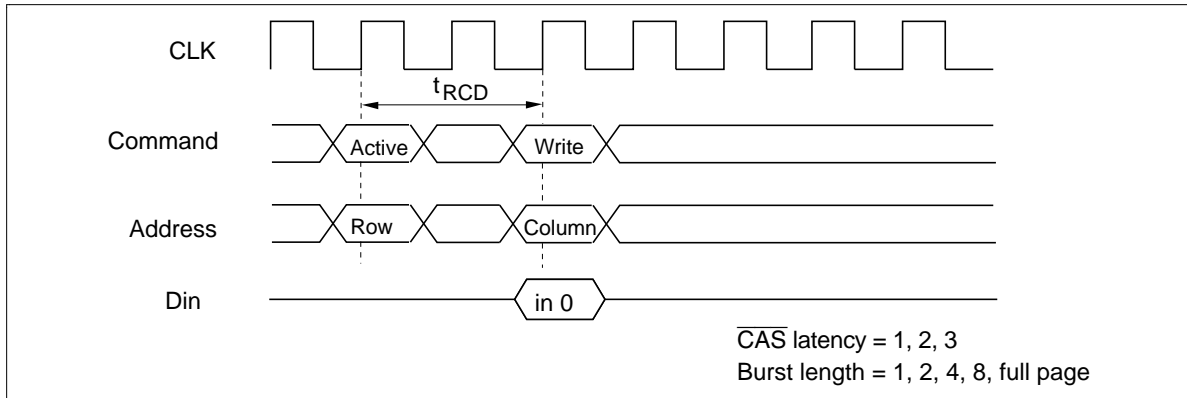 CLK
t RCD
Command Active Write
Address Row Column
Din in 0
CAS latency = 1, 2, 3
Burst length = 1, 2, 4, 8, full page